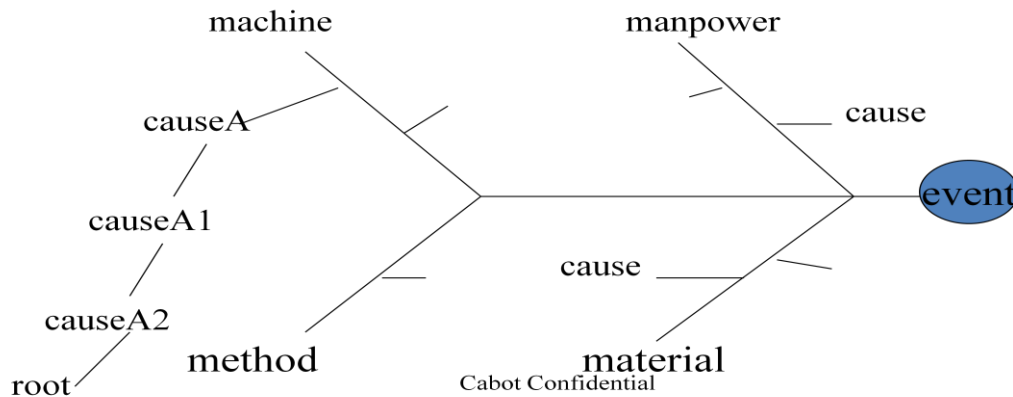 machine
manpower
causeA
cause
causeA1
event
cause
causeA2
method
material
root
Cabot Confidential